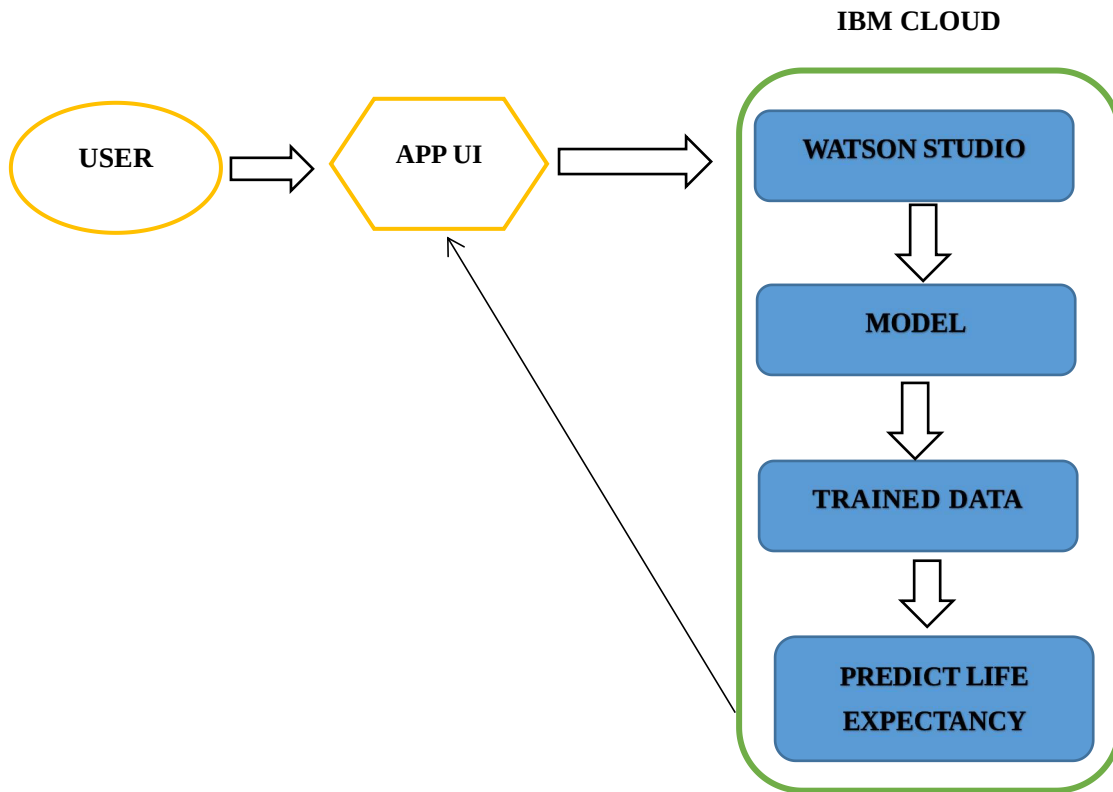 IBM CLOUD
USER
APP UI
WATSON STUDIO
MODEL
TRAINED DATA
PREDICT LIFE
EXPECTANCY